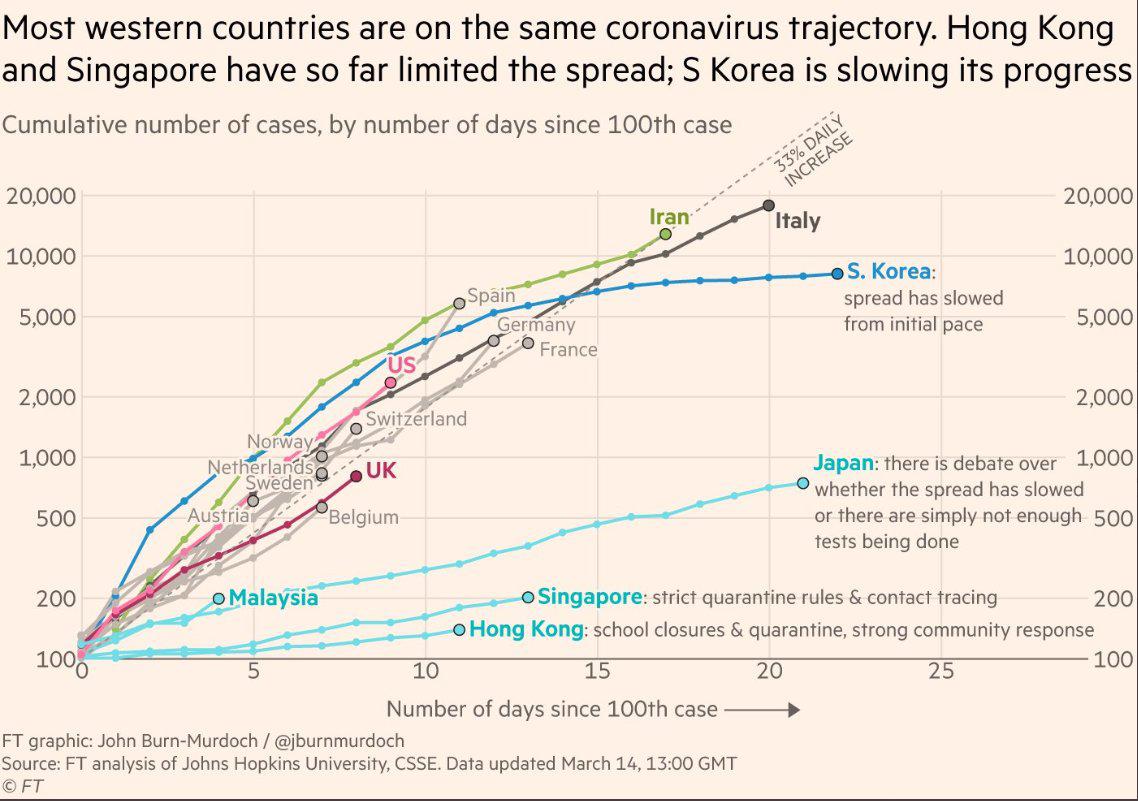 Most western countries are on the same coronavirus trajectory. Hong Kong
and Singapore have so far limited the spread; S Korea is slowing its progress
Cumulative number of cases, by number of days since 100th case
33% DAILY
INCREASE
20,000
20,000
Iran
Italy
10,000
10,000
S. Korea:
spread has slowed
from initial pace
Spain
5,000
5,000
Germany
France
US
2,000
2,000
Switzerland
Norway
1,000
1,000
Netherlands
UK
Sweden
Japan: there is debate over
whether the spread has slowed
or there are simply not enough
tests being done
500
500
Austria
Belgium
200
200
Malaysia
Singapore: strict quarantine rules & contact tracing
Hong Kong: school closures & quarantine, strong community response
100
100
0
5
10
15
20
25
Number of days since 100th case
FT graphic: John Burn-Murdoch / @jburnmurdoch
Source: FT analysis of Johns Hopkins University, CSSE. Data updated March 14, 13:00 GMT
© FT